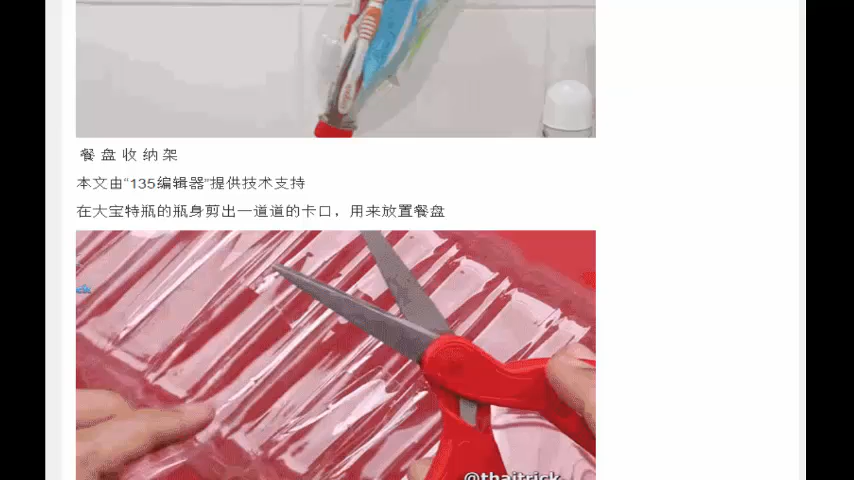 餐盘收纳架
本文由“135编辑器”提供技术支持
在大宝特瓶的瓶身剪出一道道的卡口，用来放置餐盘
@thaitrick